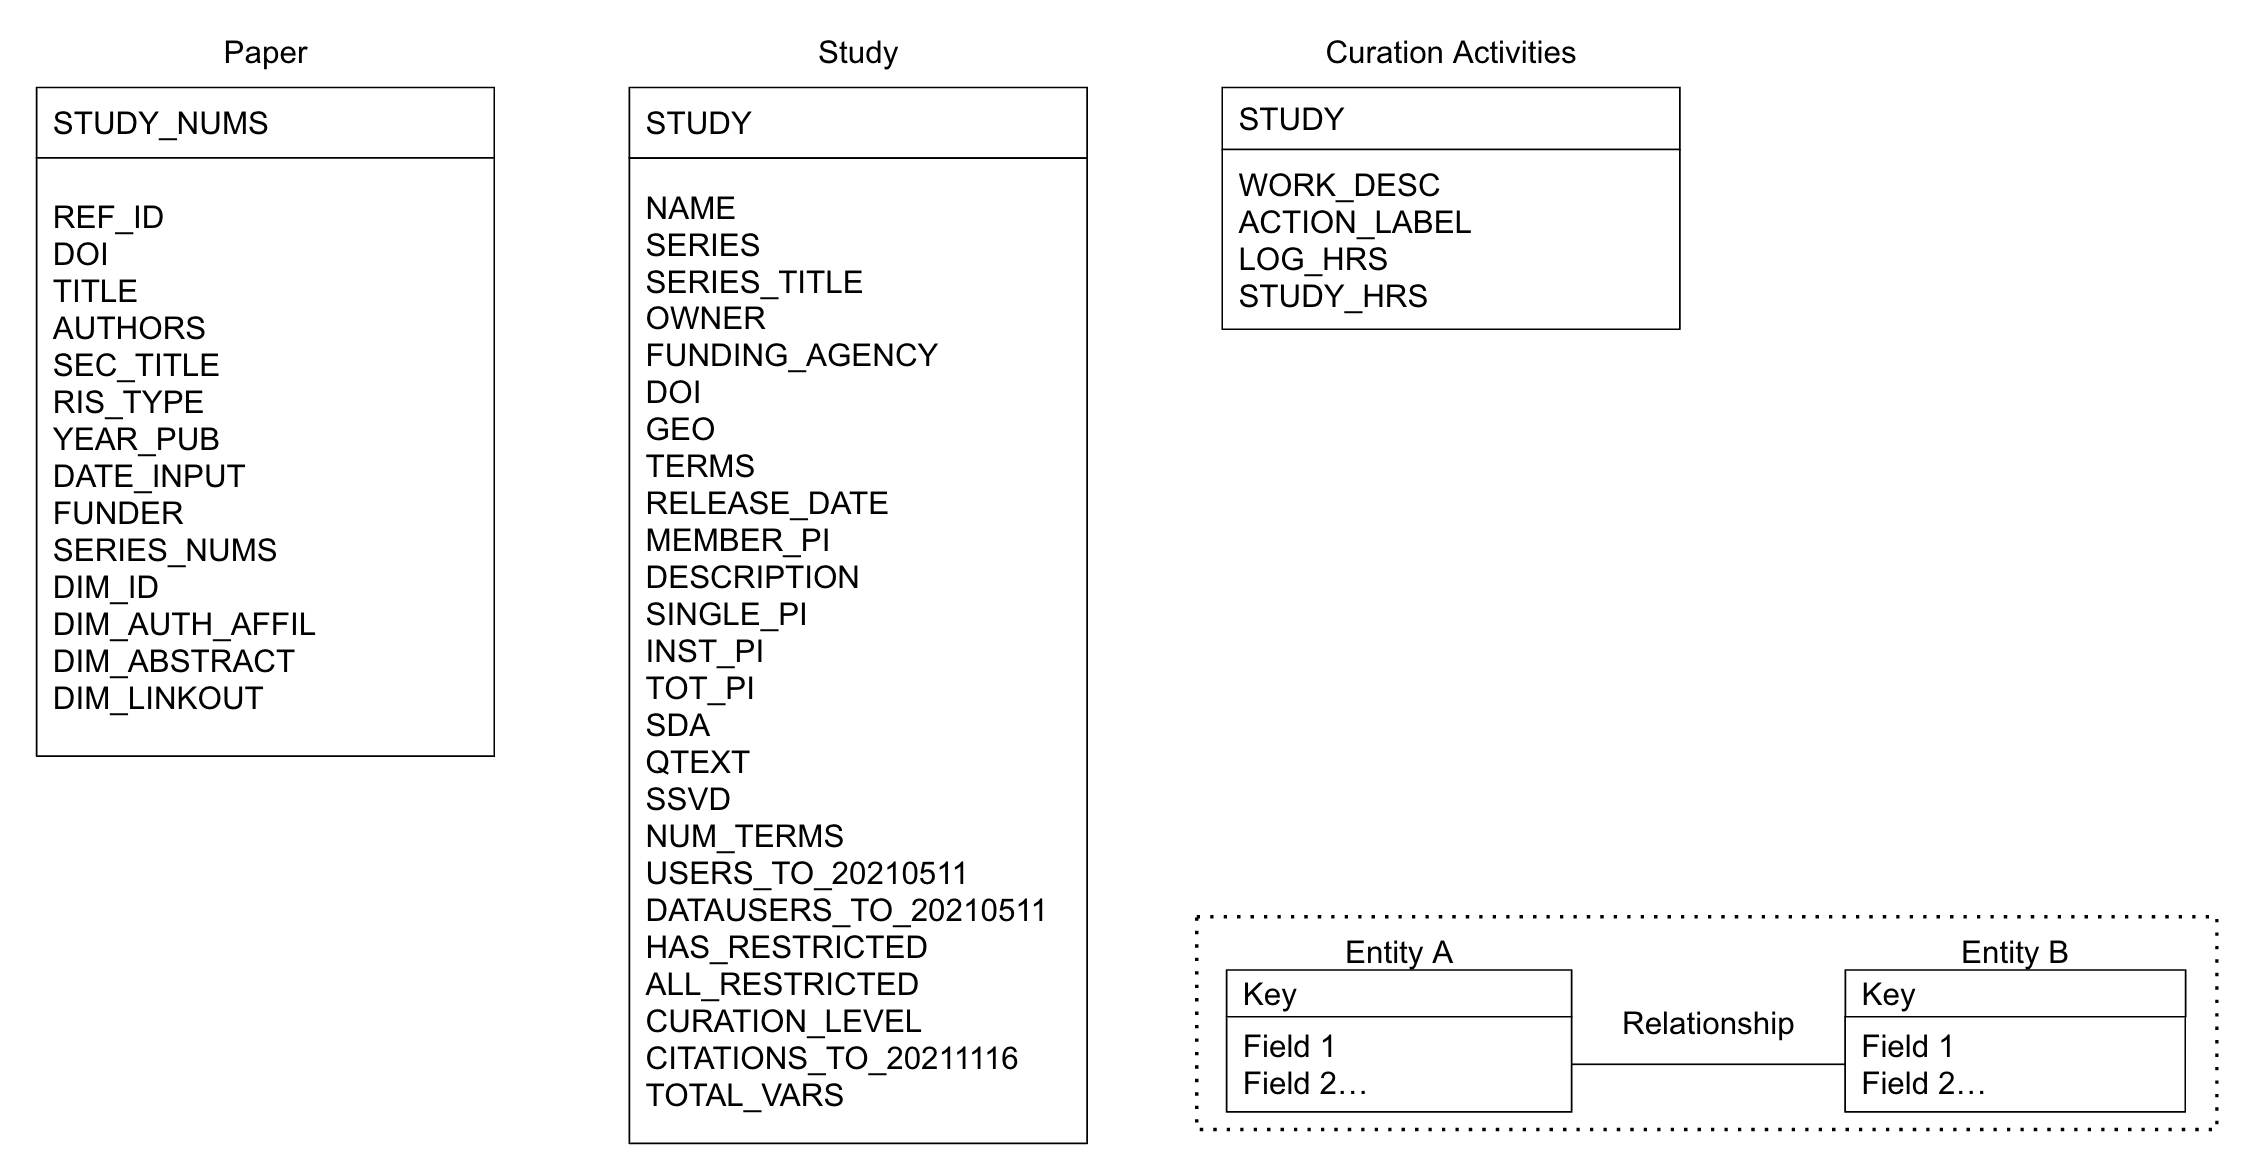 Paper
STUDY_NUMS
REF_ID
DOI
TITLE
AUTHORS
SEC_TITLE
RIS_TYPE
YEAR_PUB
DATE_INPUT
FUNDER
SERIES_NUMS
DIM_ID
DIM_AUTH_AFFIL
DIM_ABSTRACT
DIM_LINKOUT
Study
STUDY
NAME
SERIES
SERIES_TITLE
OWNER
FUNDING_AGENCY
DOI
GEO
TERMS
RELEASE_DATE
MEMBER_PI
DESCRIPTION
SINGLE_PI
INST_PI
TOT_PI
SDA
QTEXT
SSVD
NUM_TERMS
USERS_TO_20210511
DATAUSERS_TO_20210511
HAS_RESTRICTED
ALL_RESTRICTED
CURATION_LEVEL
CITATIONS_TO_20211116
TOTAL_VARS
Curation Activities
STUDY
WORK_DESC
ACTION_LABEL
LOG_HRS
STUDY_HRS
Entity A
Key
Field 1
Field 2…
Relationship
Entity B
Key
Field 1
Field 2…